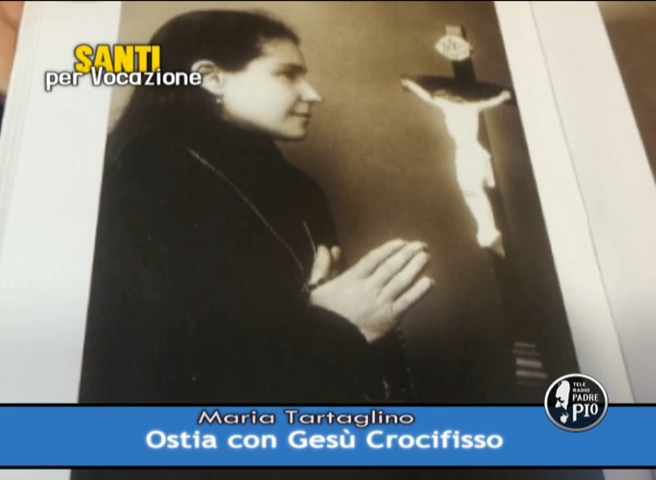 SANTI
per Vocazione
TELE
RADIO
PADRE
PIO
Maria Tartaglino
Ostia con Gesù Crocifisso